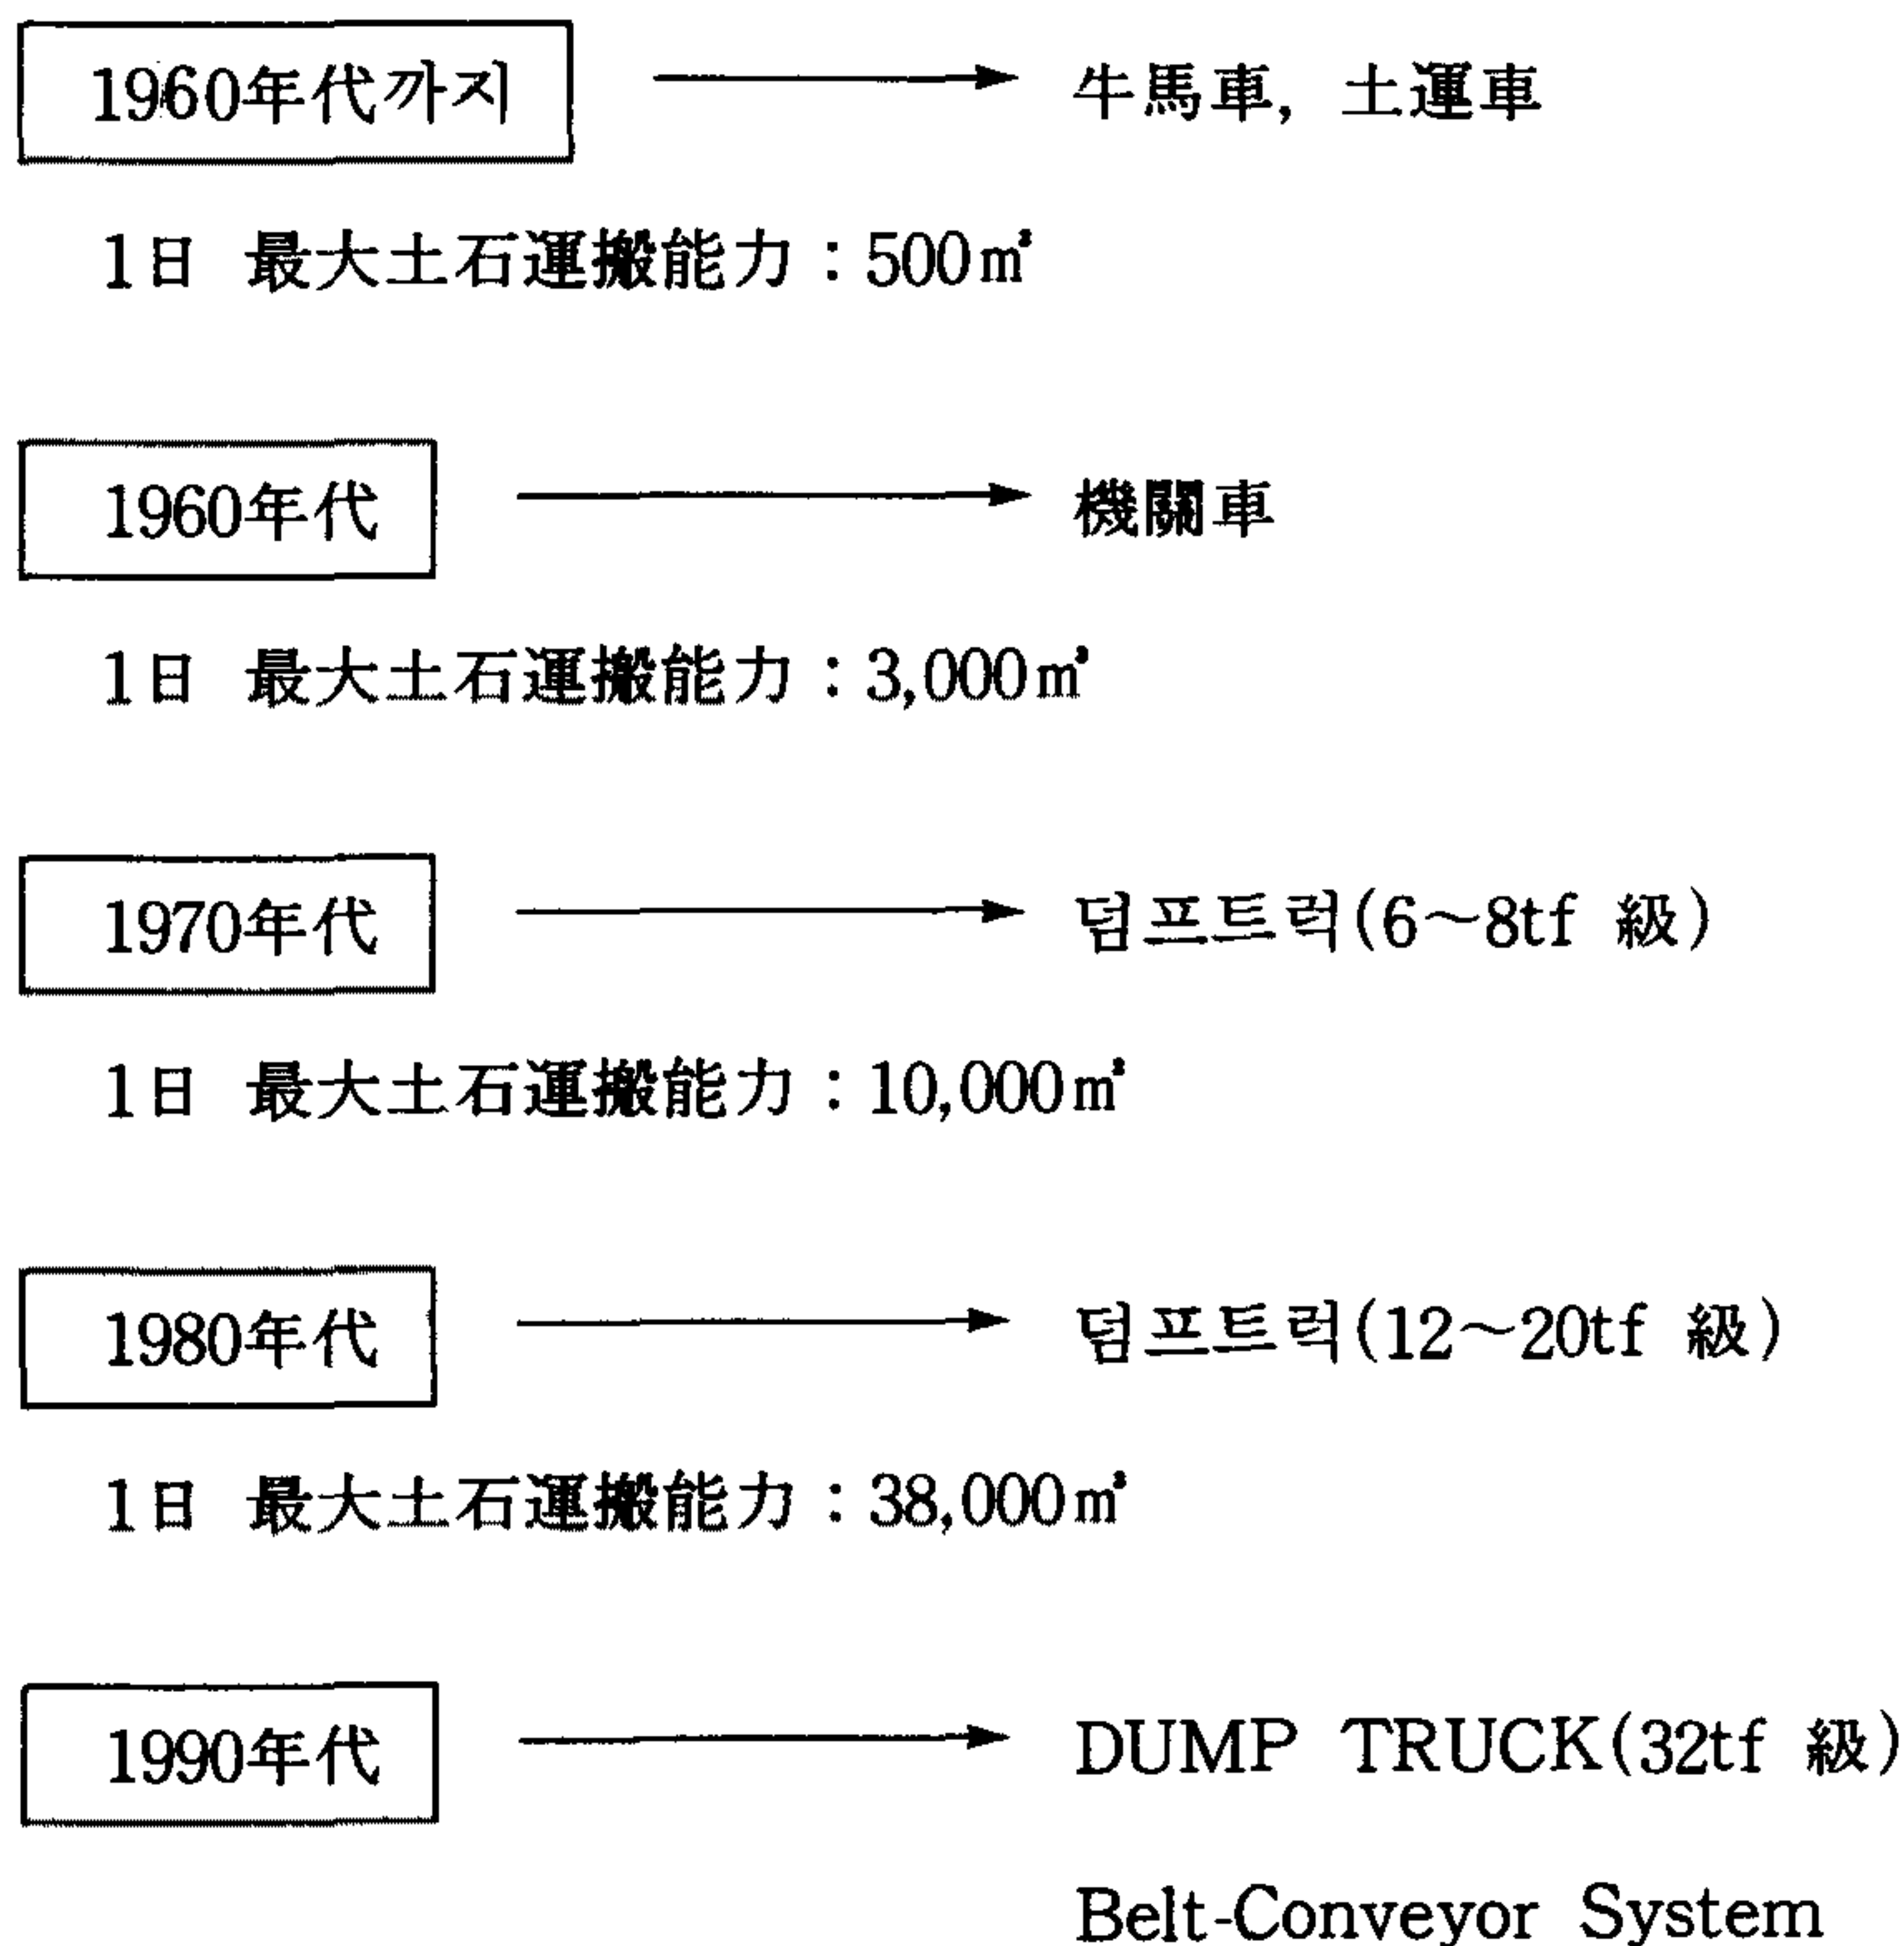 1960年代까지 牛馬車, 土運車
1日 最大土石運搬能力 : 500㎥
1960年代 機關車
1日 最大土石運搬能力 : 3,000㎥
1970年代 덤프트럭(6～8tf 級)
1日 最大土石運搬能力 : 10,000㎥
1980年代 덤프트럭(12～20tf 級)
1日 最大土石運搬能力 : 38,000㎥
1990年代 DUMP TRUCK(32tf 級)
Belt-Conveyor System